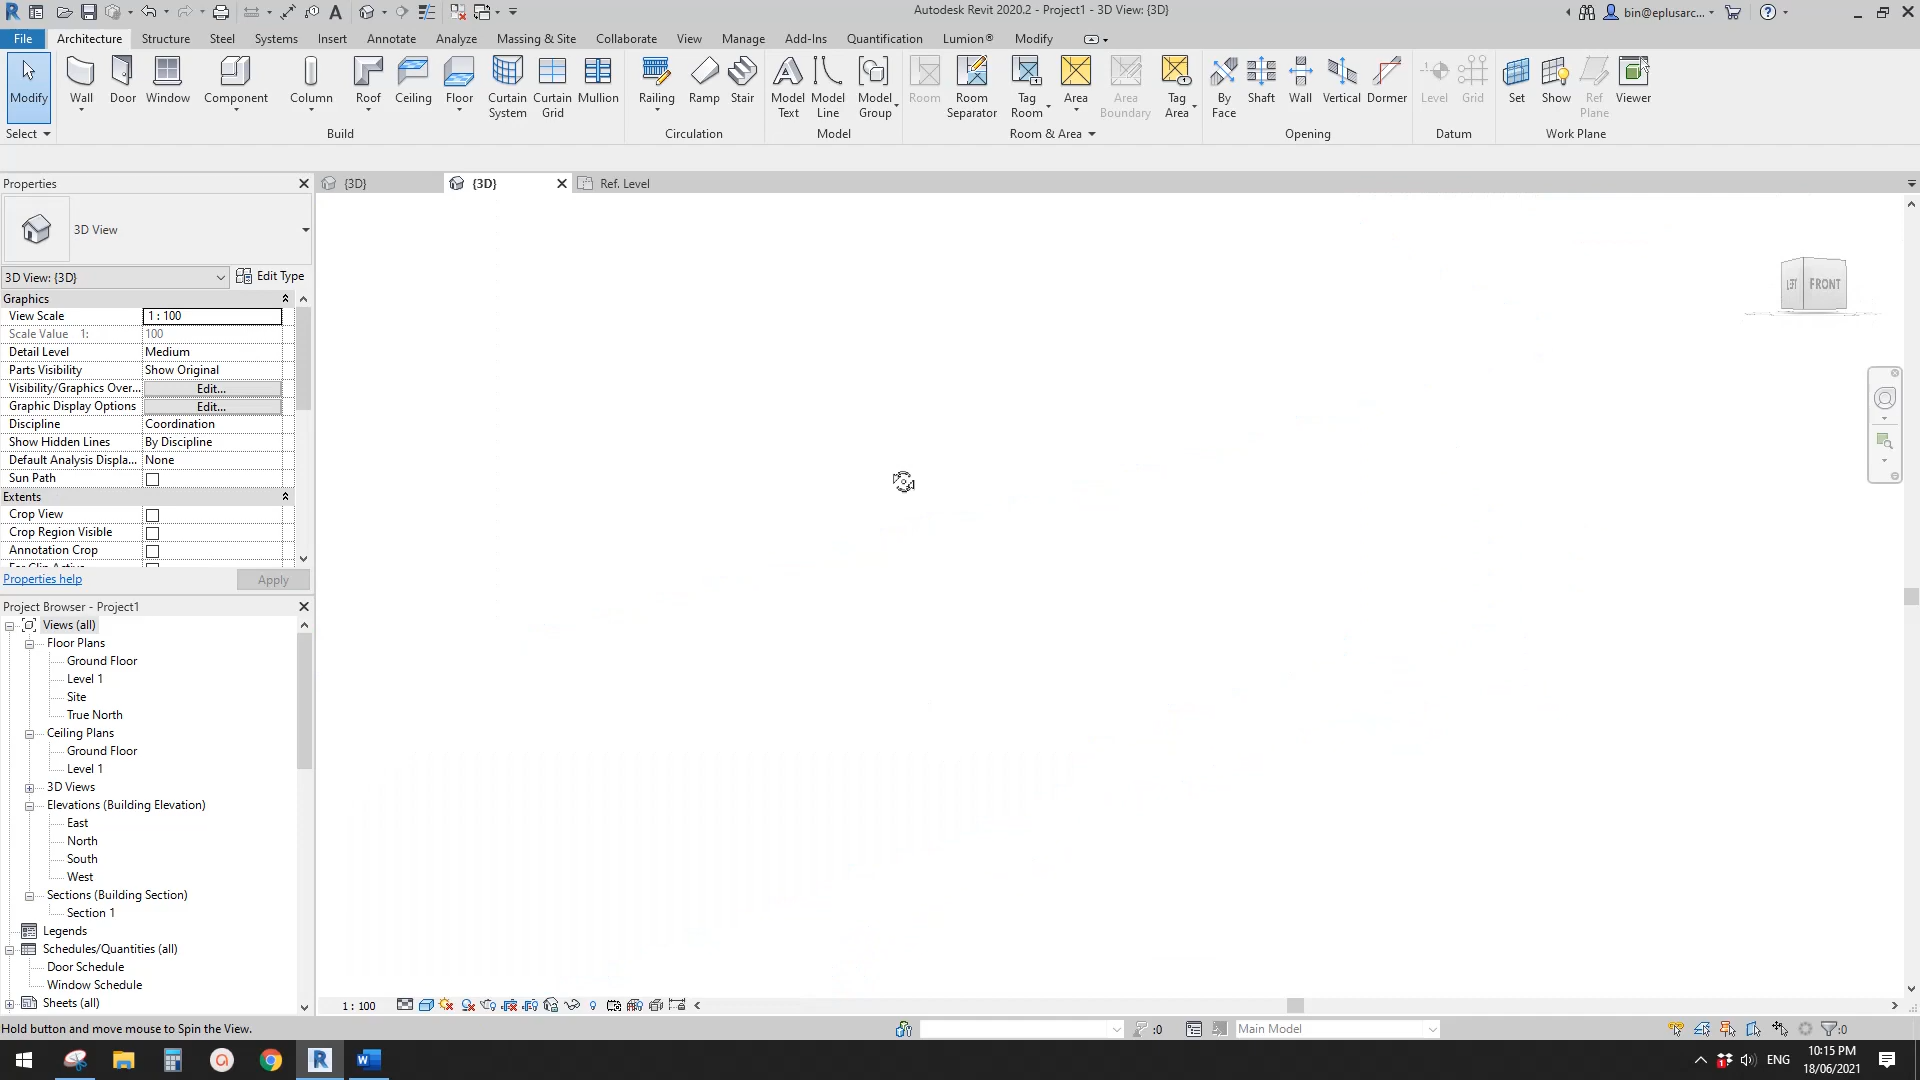 Autodesk Revit 2020.2 - Project1 - 3D View: {3D}
bin@eplusarc...
File Architecture Structure Steel Systems Insert Annotate Analyze Massing & Site Collaborate View Manage Add-Ins Quantification Lumion® Modify
Modify
Wall
Door
Window
Component
Column
Roof
Ceiling
Floor
Curtain System
Curtain Grid
Mullion
Railing
Ramp
Stair
Model Text
Model Line
Model Group
Room
Room Separator
Tag Room
Area
Area Boundary
Tag Area
By Face
Shaft
Wall
Vertical
Dormer
Level
Grid
Set
Show
Ref Plane
Viewer
Select
Build
Circulation
Model
Room & Area
Opening
Datum
Work Plane
Properties
{3D}
{3D}
Ref. Level
3D View
3D View: {3D}
Edit Type
Graphics
View Scale 1 : 100
Scale Value 1: 100
Detail Level Medium
Parts Visibility Show Original
Visibility/Graphics Over... Edit...
Graphic Display Options Edit...
Discipline Coordination
Show Hidden Lines By Discipline
Default Analysis Displa... None
Sun Path
Extents
Crop View
Crop Region Visible
Annotation Crop
Far Clip Active
Properties help
Apply
LEFT
FRONT
Project Browser - Project1
Views (all)
Floor Plans
Ground Floor
Level 1
Site
True North
Ceiling Plans
Ground Floor
Level 1
3D Views
Elevations (Building Elevation)
East
North
South
West
Sections (Building Section)
Section 1
Legends
Schedules/Quantities (all)
Door Schedule
Window Schedule
Sheets (all)
1 : 100
Hold button and move mouse to Spin the View.
:0
Main Model
:0
ENG
10:15 PM
18/06/2021